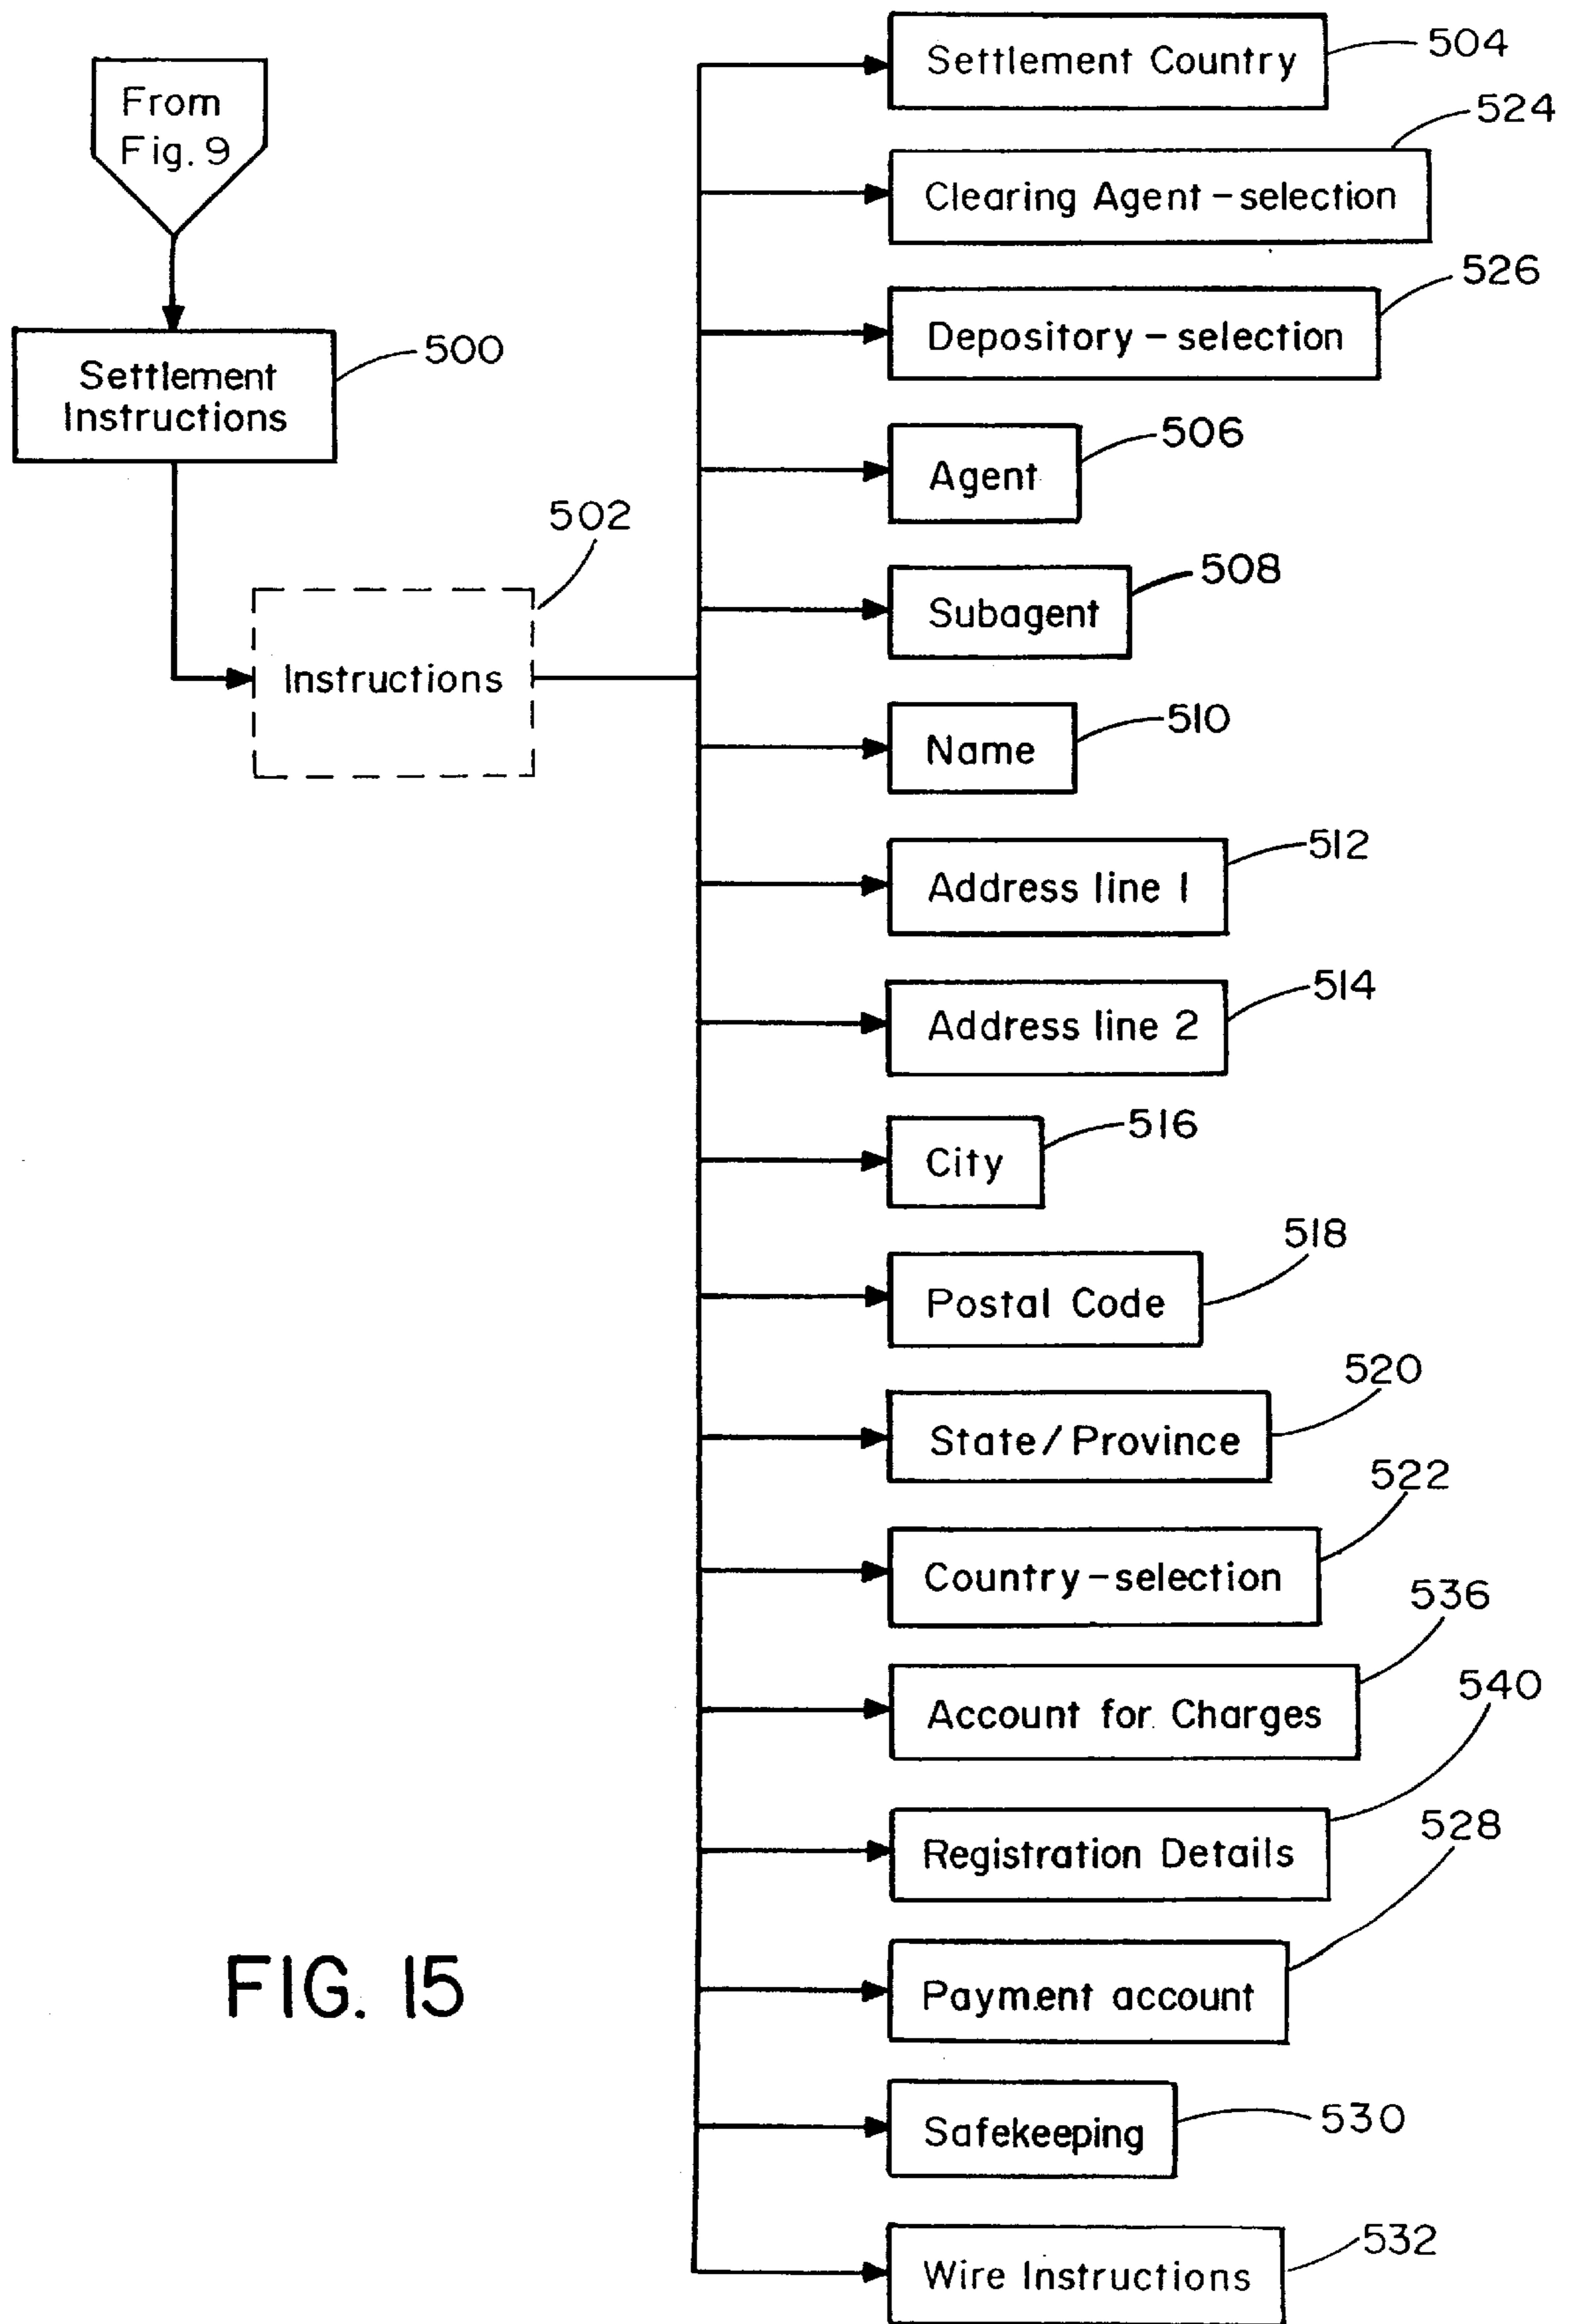 From
Fig. 9
Settlement
Instructions
500
Instructions
502
Settlement Country
504
Clearing Agent-selection
524
Depository-selection
526
Agent
506
Subagent
508
Name
510
Address line 1
512
Address line 2
514
City
516
Postal Code
518
State/Province
520
Country-selection
522
Account for Charges
536
Registration Details
540
Payment account
528
Safekeeping
530
Wire Instructions
532
FIG. 15